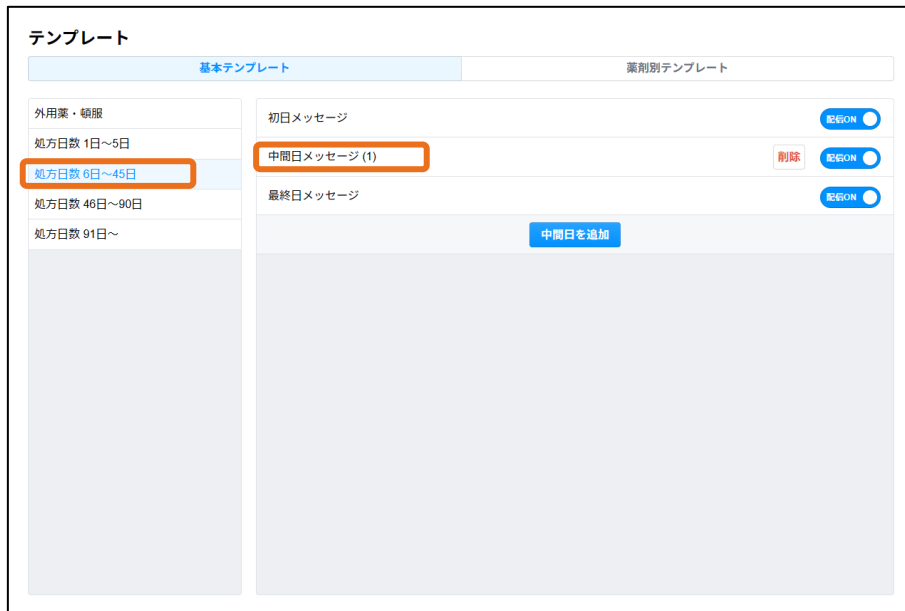 テンプレート
基本テンプレート
薬剤別テンプレート
外用薬・頓服
処方日数 1日～5日
処方日数 6日～45日
処方日数 46日～90日
処方日数 91日～
初日メッセージ
配信ON
中間日メッセージ (1)
削除
配信ON
最終日メッセージ
配信ON
中間日を追加